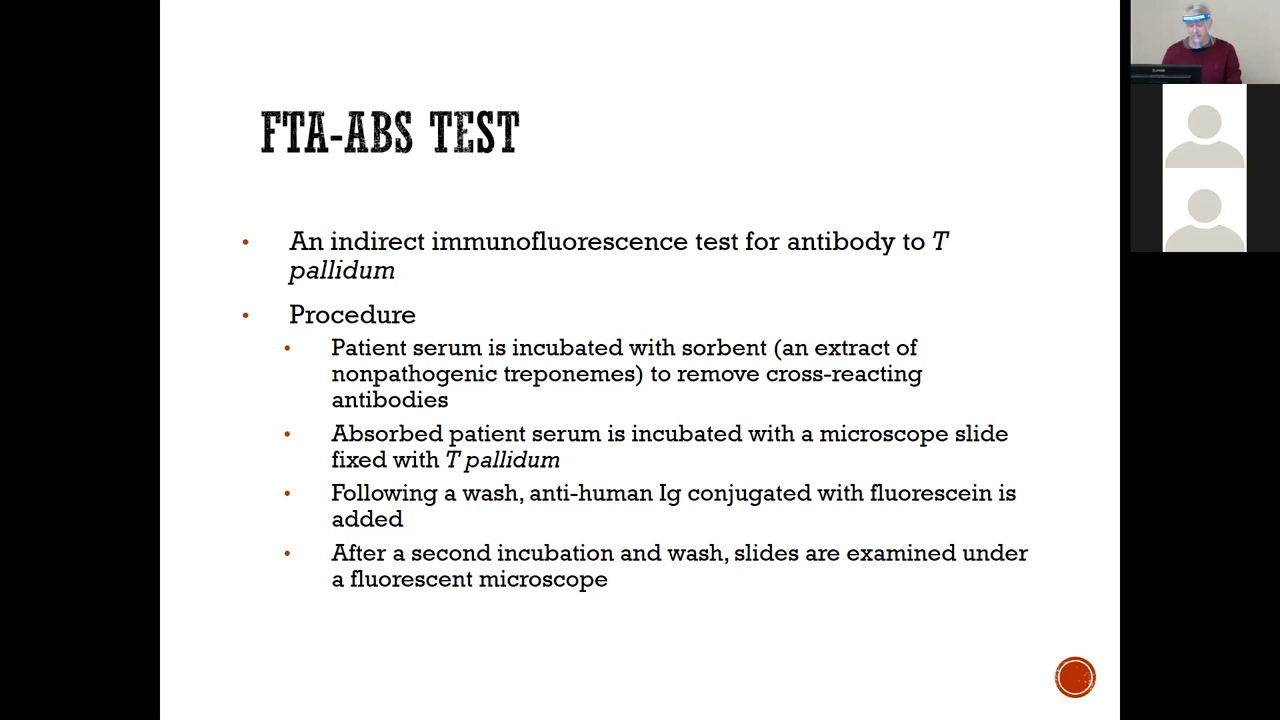 FTA-ABS TEST
• An indirect immunofluorescence test for antibody to T
pallidum
• Procedure
• Patient serum is incubated with sorbent (an extract of
nonpathogenic treponemes) to remove cross-reacting
antibodies
• Absorbed patient serum is incubated with a microscope slide
fixed with T pallidum
• Following a wash, anti-human Ig conjugated with fluorescein is
added
• After a second incubation and wash, slides are examined under
a fluorescent microscope